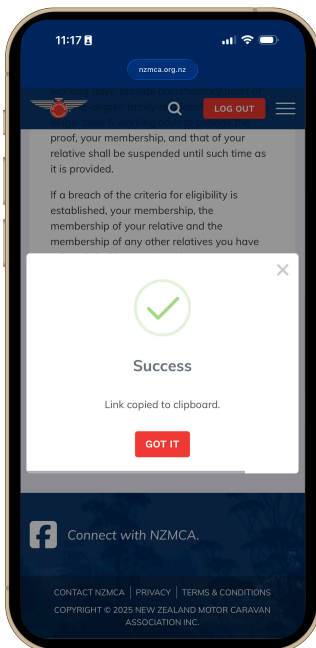 11:17
nzmca.org.nz
LOG OUT
proof, your membership, and that of your
relative shall be suspended until such time as
it is provided.
If a breach of the criteria for eligibility is
established, your membership, the
membership of your relative and the
membership of any other relatives you have
Success
Link copied to clipboard.
GOT IT
Connect with NZMCA.
CONTACT NZMCA | PRIVACY | TERMS & CONDITIONS
COPYRIGHT © 2025 NEW ZEALAND MOTOR CARAVAN
ASSOCIATION INC.